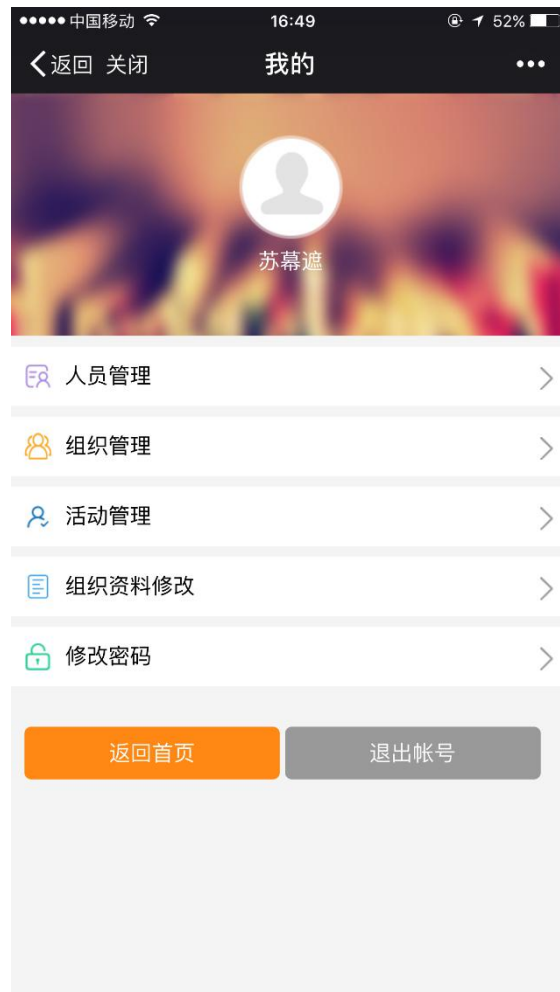 中国移动 16:49 52%
返回 关闭 我的
苏幕遮
人员管理
组织管理
活动管理
组织资料修改
修改密码
返回首页 退出帐号